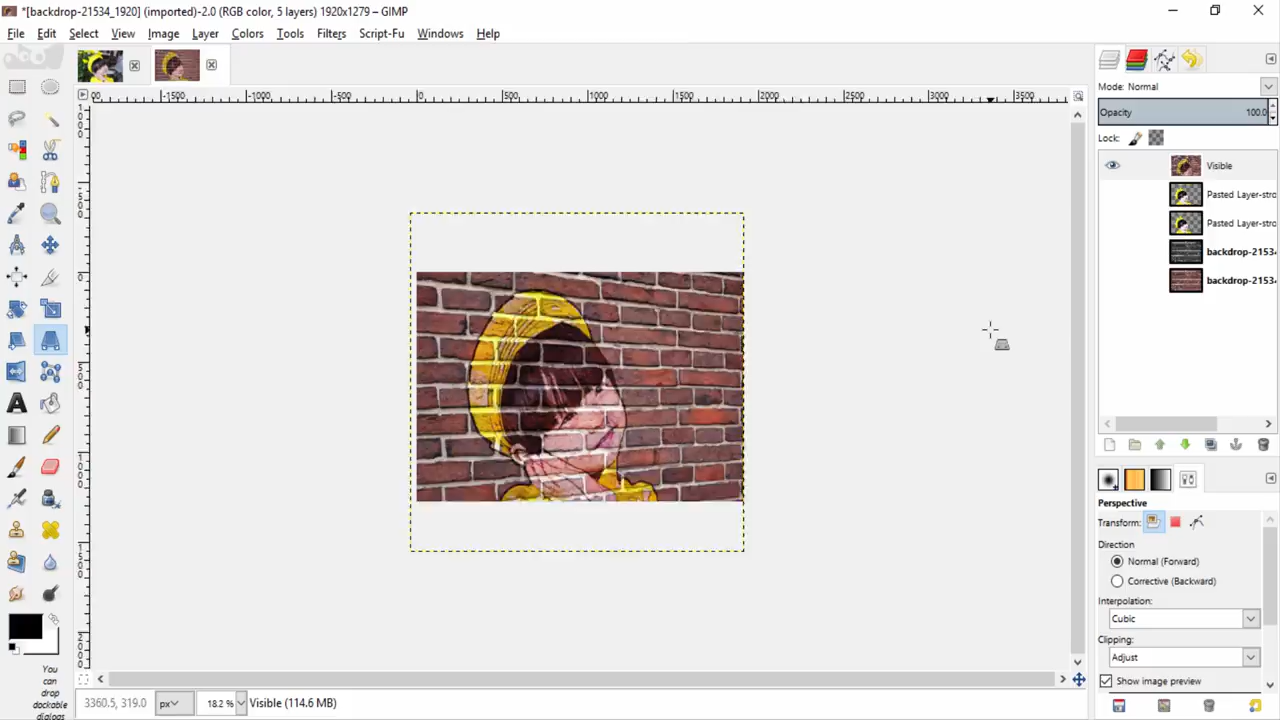 *[backdrop-21534_1920] (imported)-2.0 (RGB color, 5 layers) 1920x1279 – GIMP
File Edit Select View Image Layer Colors Tools Filters Script-Fu Windows Help
Mode: Normal
Opacity 100.0
Lock:
Visible
Pasted Layer-stro
Pasted Layer-stro
backdrop-2153
backdrop-2153
Perspective
Transform:
Direction
Normal (Forward)
Corrective (Backward)
Interpolation:
Cubic
Clipping:
Adjust
Show image preview
00 -1500 -1000 -500 0 500 1000 1500 2000 2500 3000 3500
You
can
drop
dockable
dialogs
3360.5, 319.0 px 18.2 % Visible (114.6 MB)